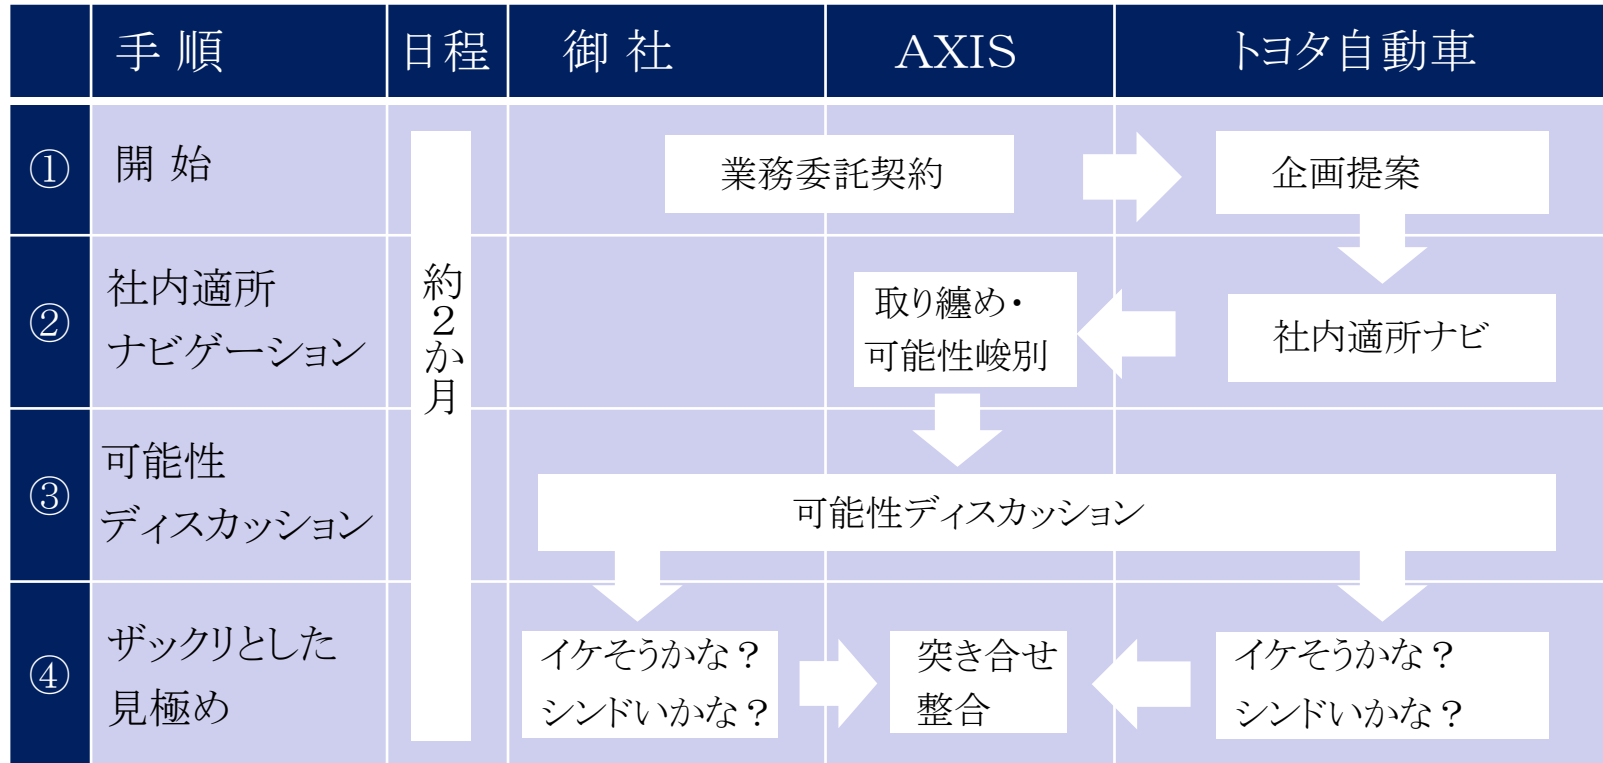 手 順
日程
御 社
AXIS
トヨタ自動車
①
開 始
業務委託契約
企画提案
②
社内適所
ナビゲーション
約２か月
取り纏め・
可能性峻別
社内適所ナビ
③
可能性
ディスカッション
可能性ディスカッション
④
ザックリとした
見極め
イケそうかな？
シンドいかな？
突き合せ
整合
イケそうかな？
シンドいかな？